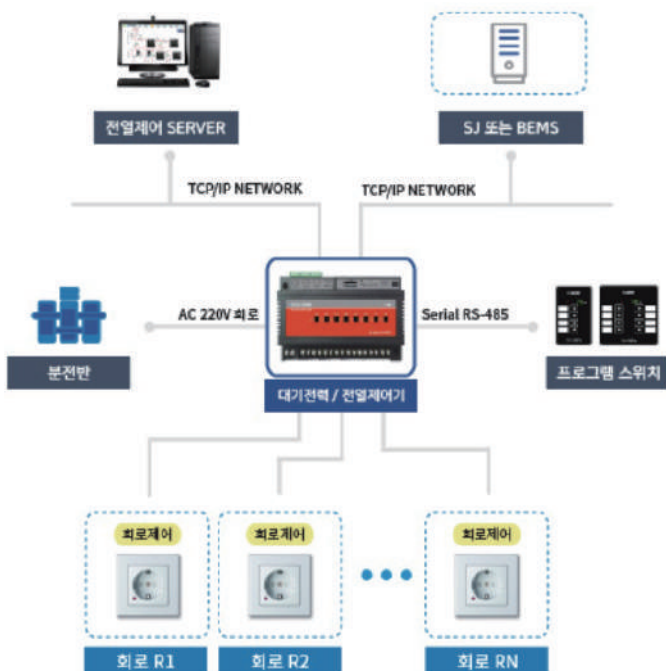 전열제어 SERVER
SJ 또는 BEMS
TCP/IP NETWORK
TCP/IP NETWORK
AC 220V 회로
Serial RS-485
분전반
대기전력 / 전열제어기
프로그램 스위치
회로제어
회로제어
회로제어
회로 R1
회로 R2
회로 RN